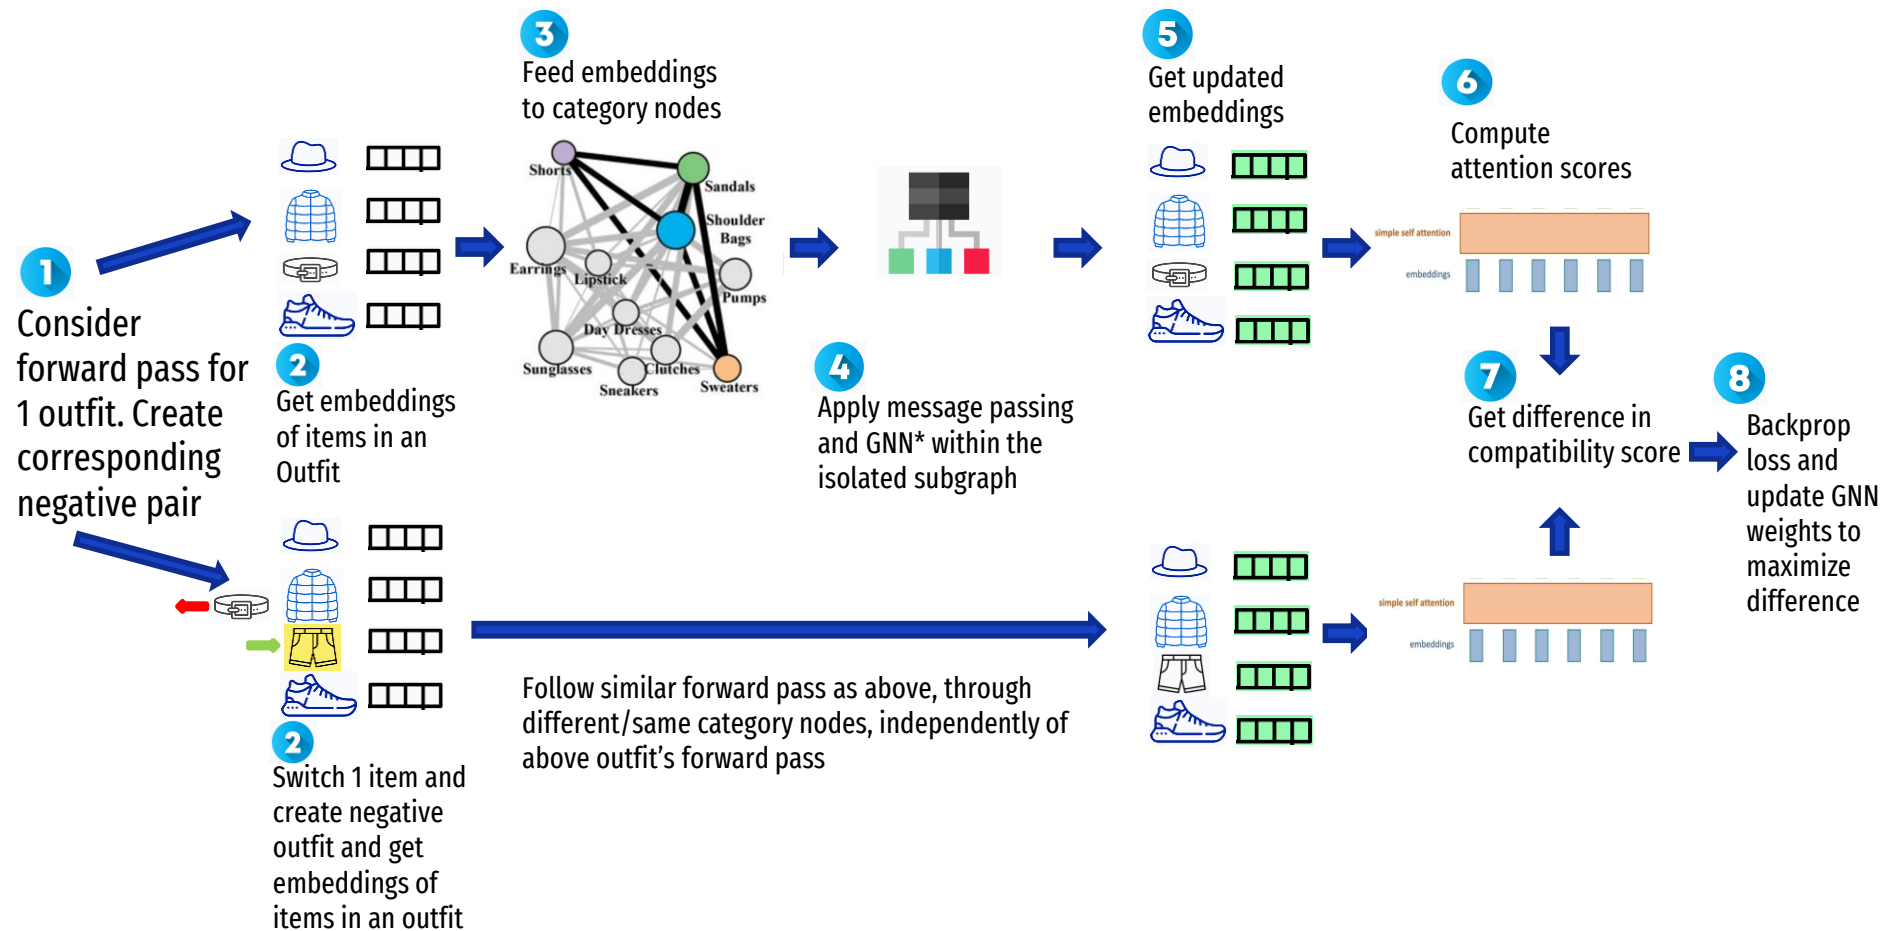 1
Consider
forward pass for
1 outfit. Create
corresponding
negative pair
2
Get embeddings
of items in an
Outfit
3
Feed embeddings
to category nodes
Shorts
Sandals
Shoulder
Bags
Earrings
Lipstick
Pumps
Day Dresses
Sunglasses
Clutches
Sneakers
Sweaters
4
Apply message passing
and GNN* within the
isolated subgraph
5
Get updated
embeddings
6
Compute
attention scores
simple self attention
embeddings
7
Get difference in
compatibility score
8
Backprop
loss and
update GNN
weights to
maximize
difference
2
Switch 1 item and
create negative
outfit and get
embeddings of
items in an outfit
Follow similar forward pass as above, through
different/same category nodes, independently of
above outfit's forward pass
simple self attention
embeddings